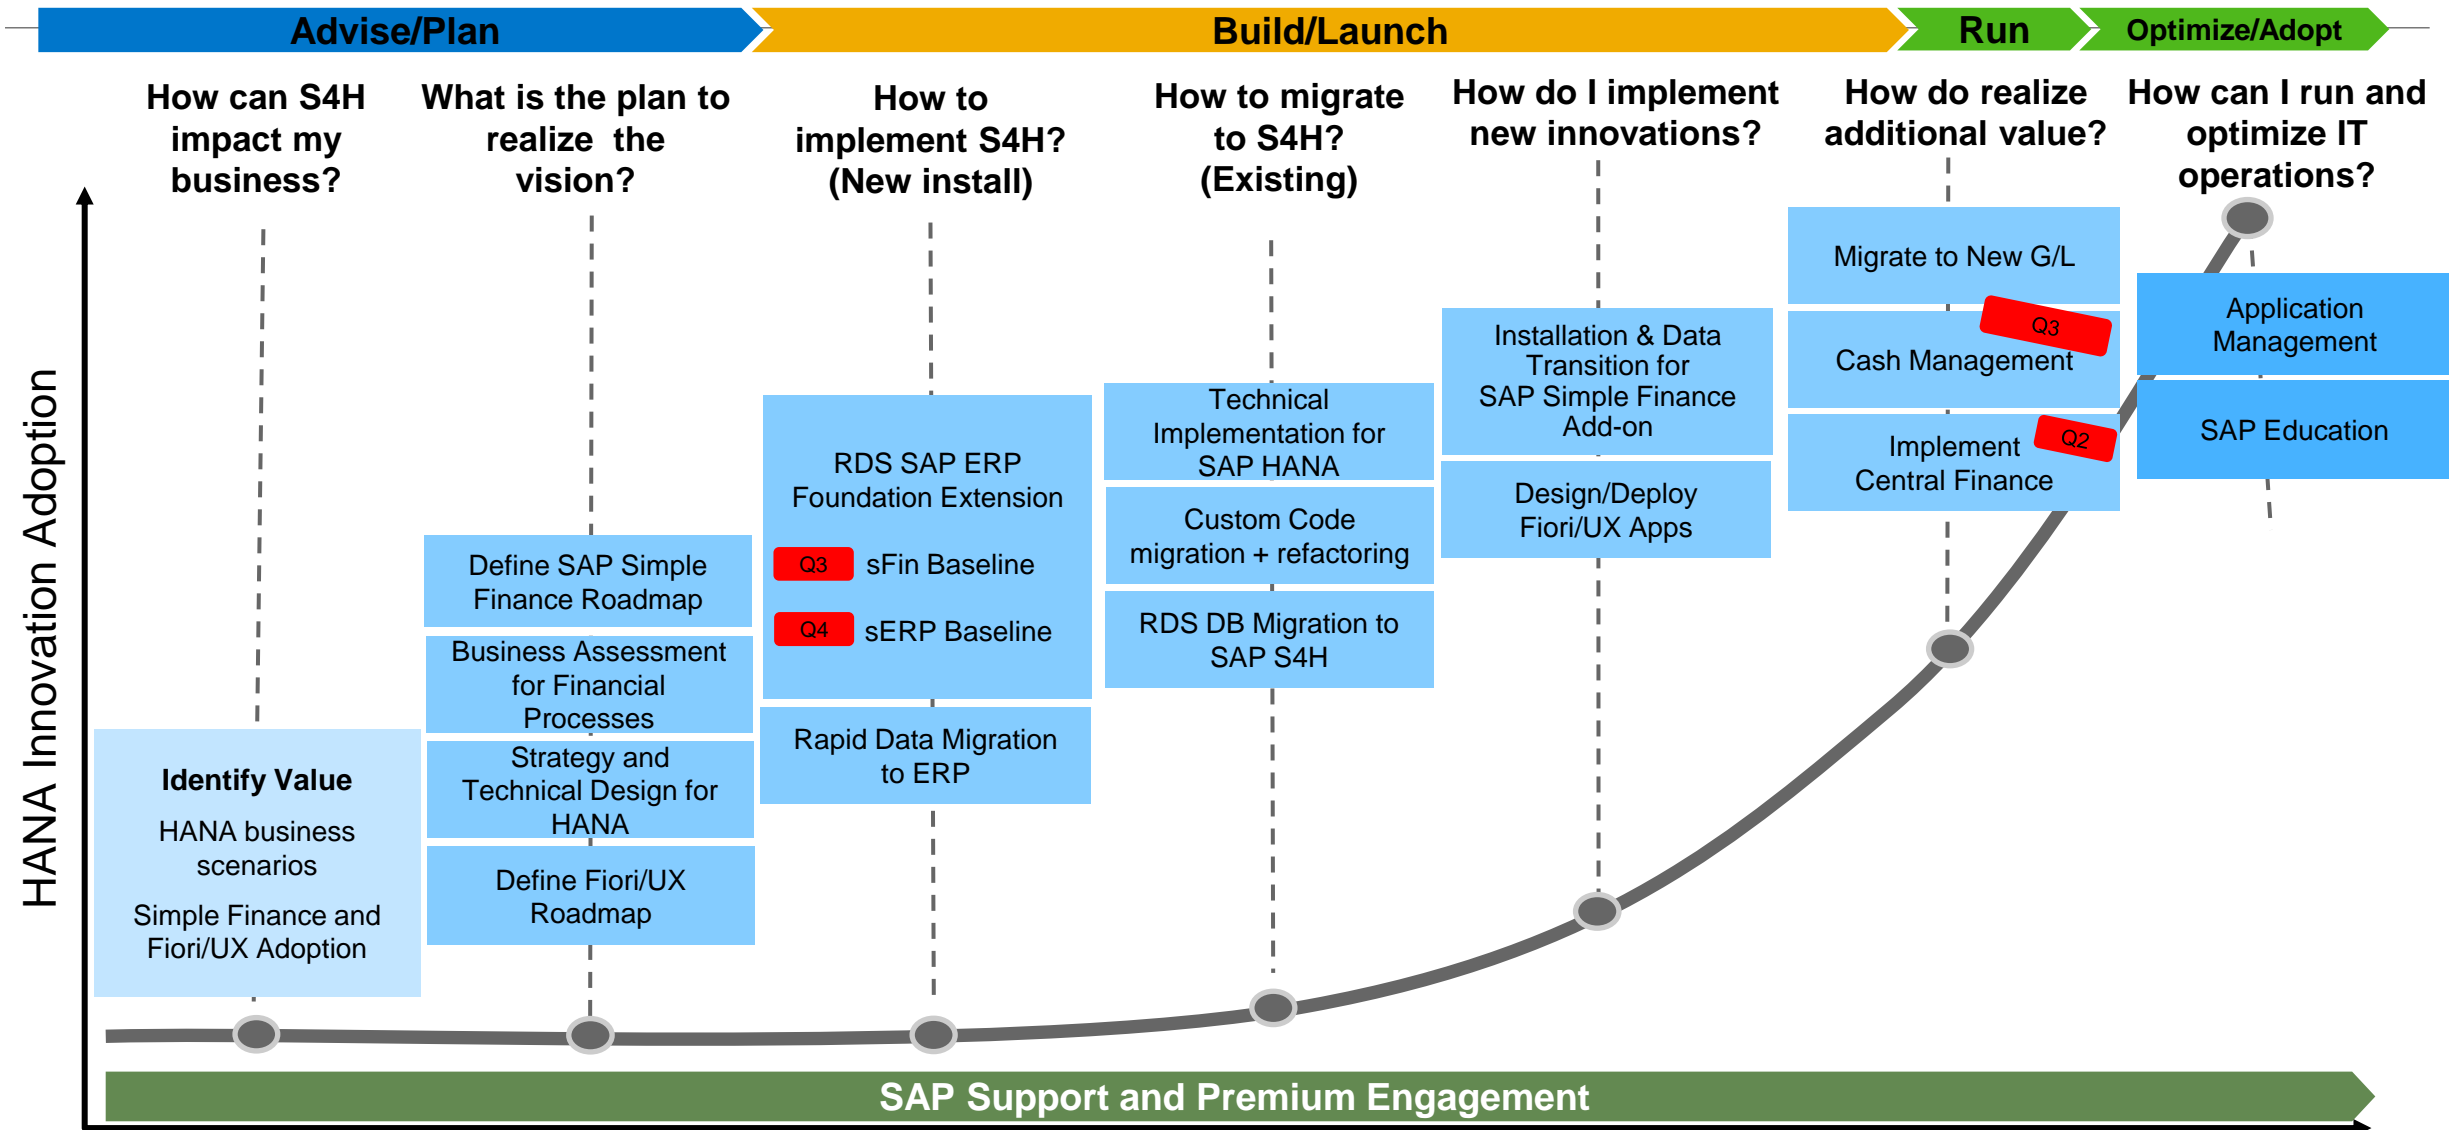 Advise/Plan
Build/Launch
Run
Optimize/Adopt
How can S4H
impact my
business?
What is the plan to
realize the
vision?
How to
implement S4H?
(New install)
How to migrate
to S4H?
(Existing)
How do I implement
new innovations?
How do realize
additional value?
How can I run and
optimize IT
operations?
HANA Innovation Adoption
Identify Value
HANA business
scenarios
Simple Finance and
Fiori/UX Adoption
Define SAP Simple
Finance Roadmap
Business Assessment
for Financial
Processes
Strategy and
Technical Design for
HANA
Define Fiori/UX
Roadmap
RDS SAP ERP
Foundation Extension
Q3 sFin Baseline
Q4 sERP Baseline
Rapid Data Migration
to ERP
Technical
Implementation for
SAP HANA
Custom Code
migration + refactoring
RDS DB Migration to
SAP S4H
Installation & Data
Transition for
SAP Simple Finance
Add-on
Design/Deploy
Fiori/UX Apps
Migrate to New G/L
Q3
Cash Management
Q2
Implement
Central Finance
Application
Management
SAP Education
SAP Support and Premium Engagement